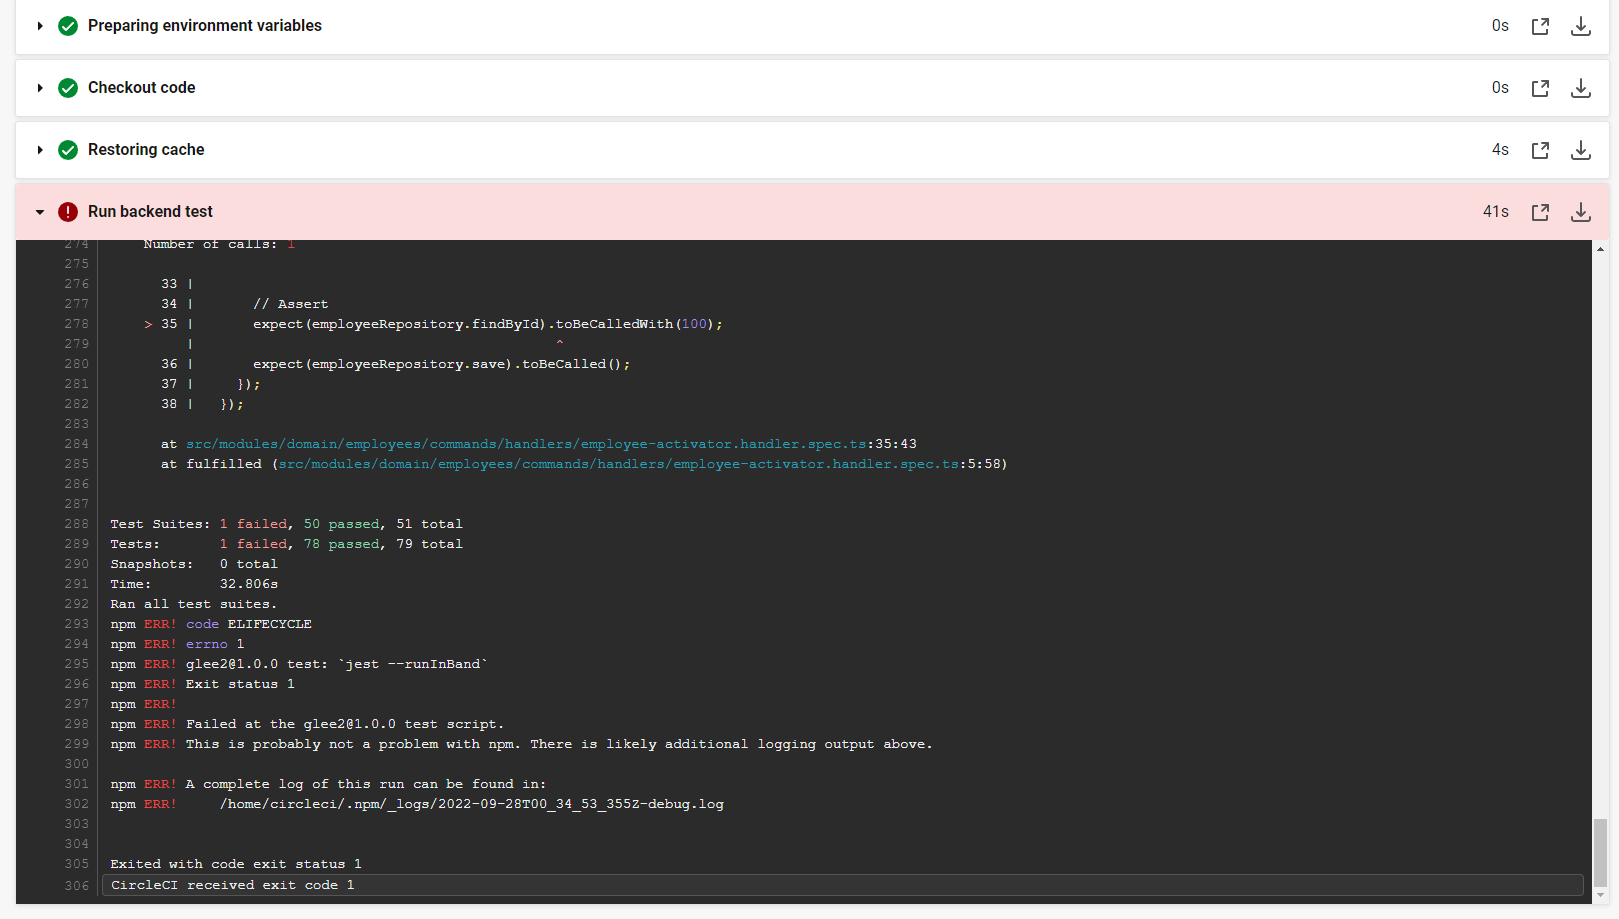 Preparing environment variables 0s
Checkout code 0s
Restoring cache 4s
Run backend test 41s
274 Number of calls: 1
275
276 33 |
277 34 | // Assert
278 > 35 | expect(employeeRepository.findById).toBeCalledWith(100);
279 | ^
280 36 | expect(employeeRepository.save).toBeCalled();
281 37 | });
282 38 | });
283
284 at src/modules/domain/employees/commands/handlers/employee-activator.handler.spec.ts:35:43
285 at fulfilled (src/modules/domain/employees/commands/handlers/employee-activator.handler.spec.ts:5:58)
286
287
288 Test Suites: 1 failed, 50 passed, 51 total
289 Tests: 1 failed, 78 passed, 79 total
290 Snapshots: 0 total
291 Time: 32.806s
292 Ran all test suites.
293 npm ERR! code ELIFECYCLE
294 npm ERR! errno 1
295 npm ERR! glee2@1.0.0 test: `jest --runInBand`
296 npm ERR! Exit status 1
297 npm ERR!
298 npm ERR! Failed at the glee2@1.0.0 test script.
299 npm ERR! This is probably not a problem with npm. There is likely additional logging output above.
300
301 npm ERR! A complete log of this run can be found in:
302 npm ERR! /home/circleci/.npm/_logs/2022-09-28T00_34_53_355Z-debug.log
303
304
305 Exited with code exit status 1
306 CircleCI received exit code 1